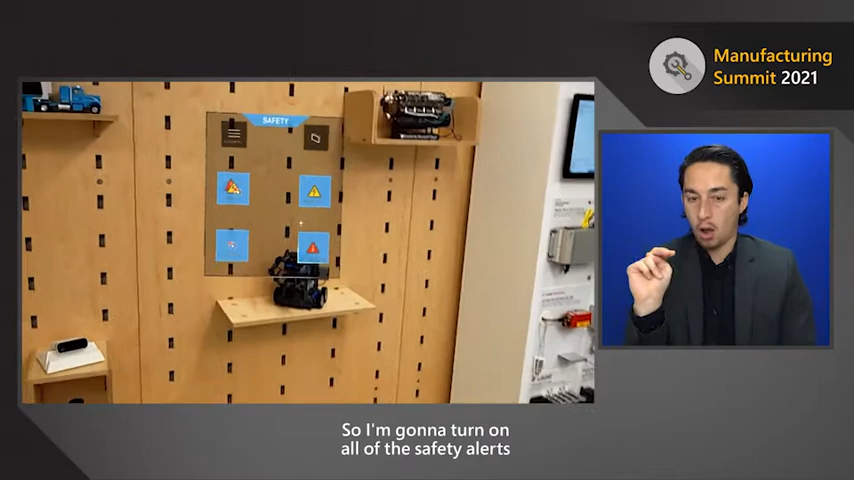 Manufacturing
Summit 2021
SAFETY
So I'm gonna turn on
all of the safety alerts